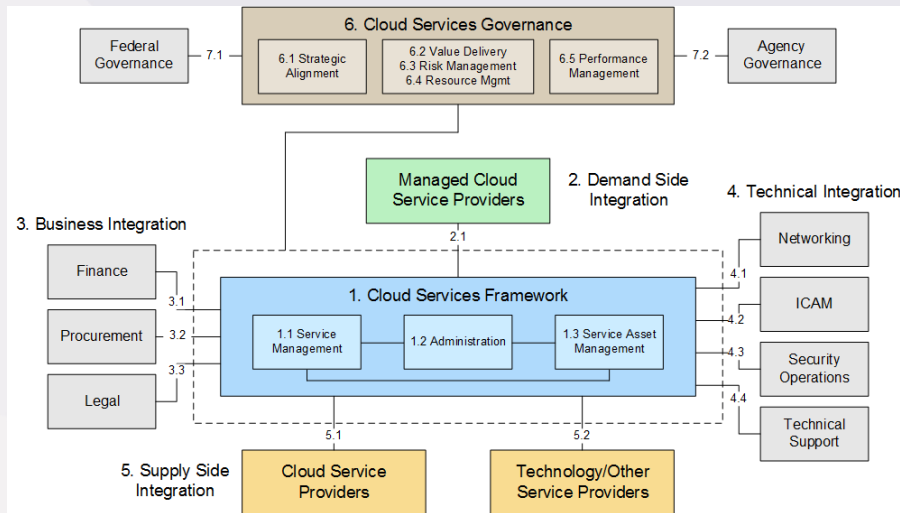 6. Cloud Services Governance
Federal
Governance
7.1
6.1 Strategic
Alignment
6.2 Value Delivery
6.3 Risk Management
6.4 Resource Mgmt
6.5 Performance
Management
7.2
Agency
Governance
Managed Cloud
Service Providers
2. Demand Side
Integration
4. Technical Integration
3. Business Integration
2.1
Networking
Finance
4.1
3.1
1. Cloud Services Framework
ICAM
4.2
Procurement
3.2
1.1 Service
Management
1.2 Administration
1.3 Service Asset
Management
4.3
Security
Operations
3.3
Legal
4.4
Technical
Support
5.1
5.2
5. Supply Side
Integration
Cloud Service
Providers
Technology/Other
Service Providers